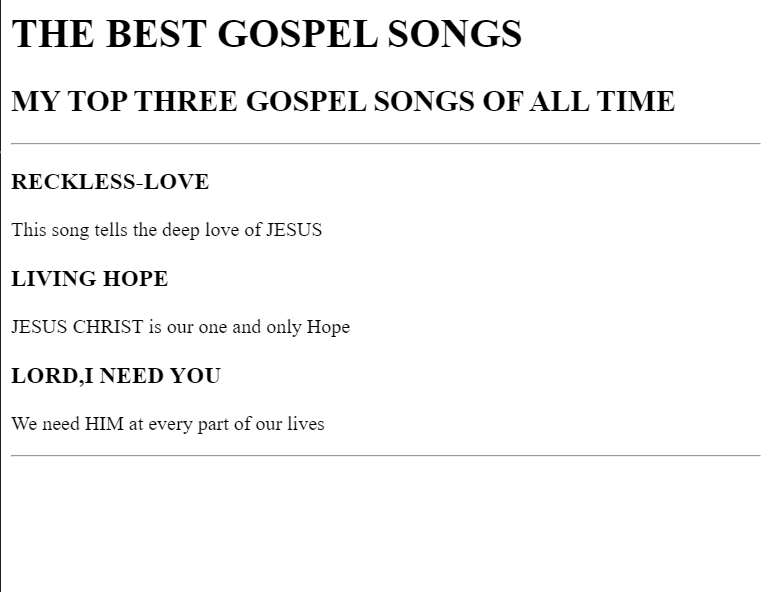 THE BEST GOSPEL SONGS
MY TOP THREE GOSPEL SONGS OF ALL TIME
RECKLESS-LOVE
This song tells the deep love of JESUS
LIVING HOPE
JESUS CHRIST is our one and only Hope
LORD,I NEED YOU
We need HIM at every part of our lives